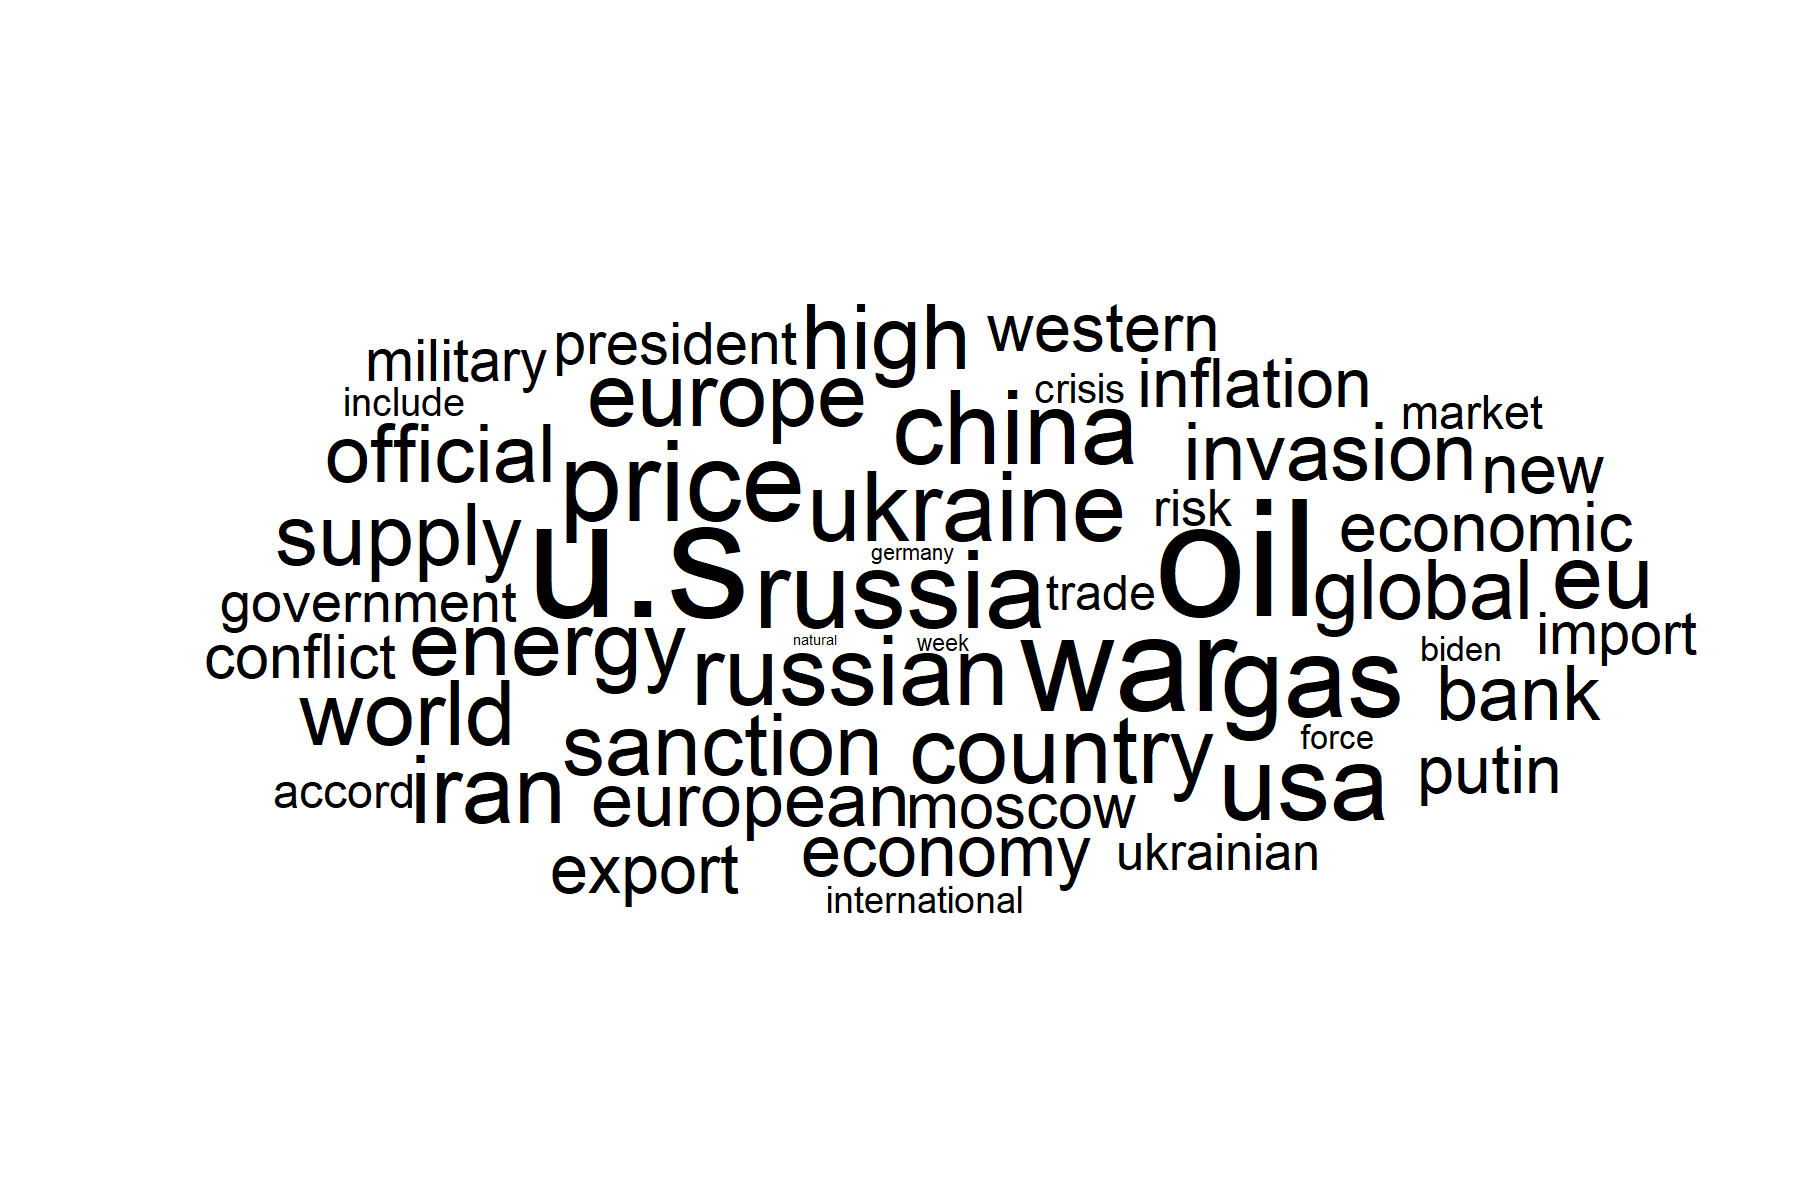 high
western
president
military
europe
crisis
inflation
include
china
market
official
invasion
new
price
ukraine
risk
supply
u.s
oil
economic
germany
russia
trade
global
eu
government
energy
natural
week
import
conflict
russian
war
gas
biden
bank
world
sanction
country
force
usa
putin
accord
iran
european
moscow
economy
ukrainian
export
international